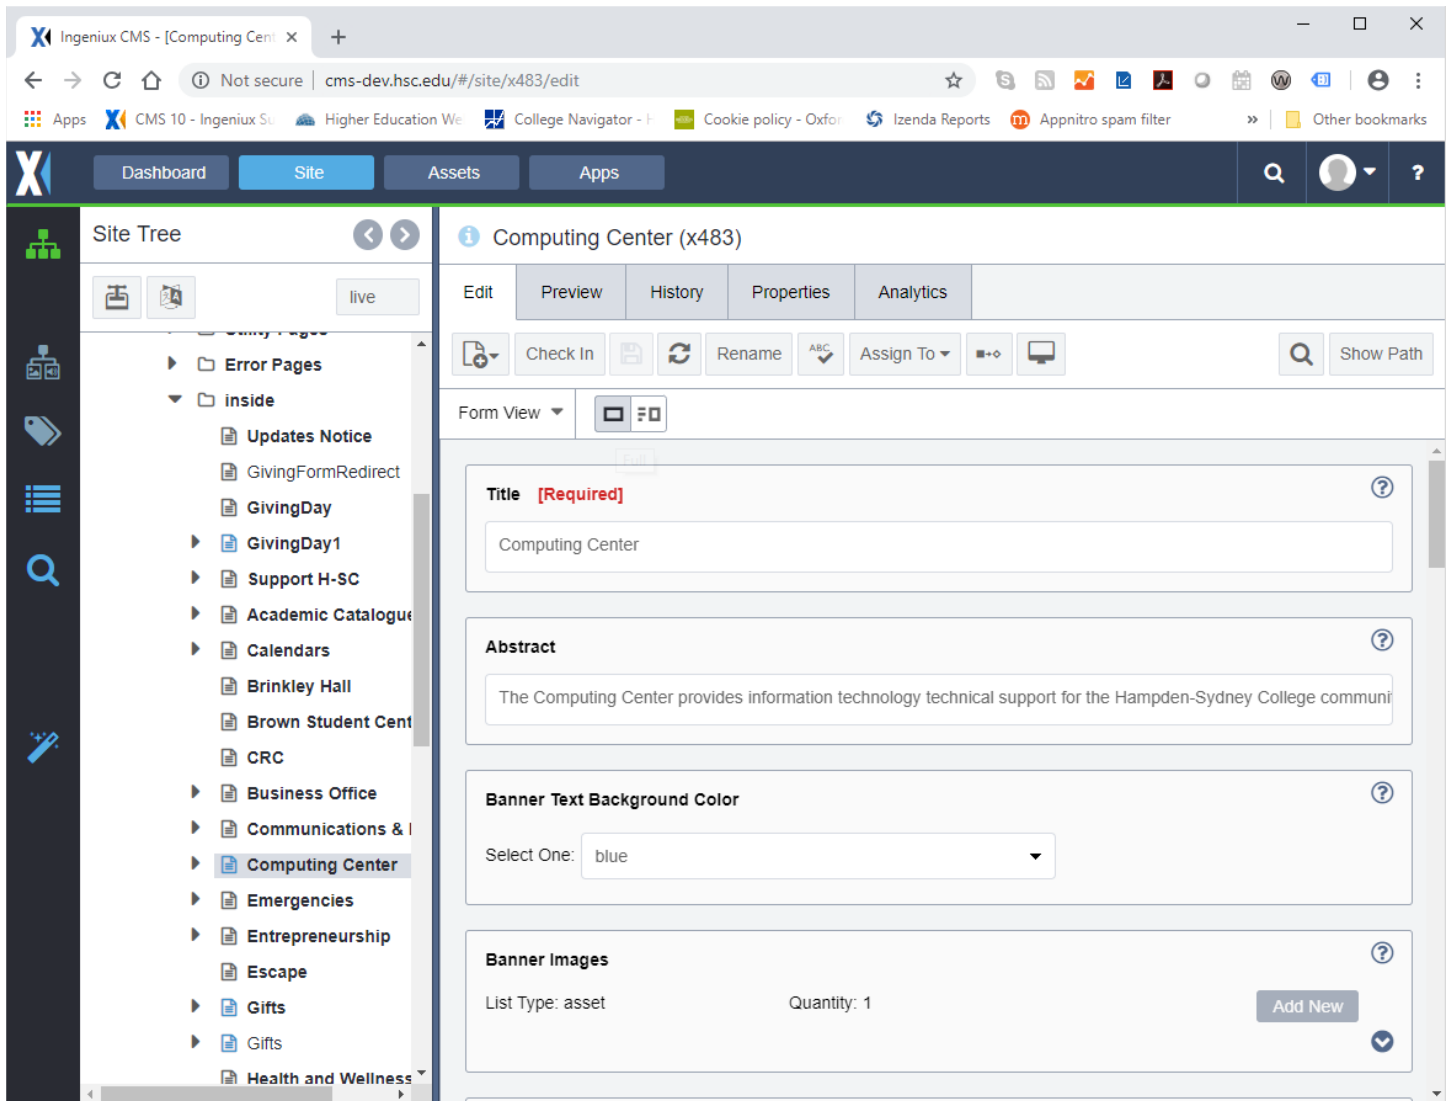 Ingeniux CMS - [Computing Cent
Not secure | cms-dev.hsc.edu/#/site/x483/edit
Apps CMS 10 - Ingeniux Su Higher Education We College Navigator - H Cookie policy - Oxfor Izenda Reports Appnitro spam filter » Other bookmarks
Dashboard Site Assets Apps ?
Site Tree
live
Utility Pages
Error Pages
inside
Updates Notice
GivingFormRedirect
GivingDay
GivingDay1
Support H-SC
Academic Catalogue
Calendars
Brinkley Hall
Brown Student Cent
CRC
Business Office
Communications &
Computing Center
Emergencies
Entrepreneurship
Escape
Gifts
Gifts
Health and Wellness
Computing Center (x483)
Edit Preview History Properties Analytics
Check In Rename ABC Assign To Show Path
Form View
Full
Title [Required]
Computing Center
Abstract
The Computing Center provides information technology technical support for the Hampden-Sydney College communi
Banner Text Background Color
Select One: blue
Banner Images
List Type: asset Quantity: 1 Add New